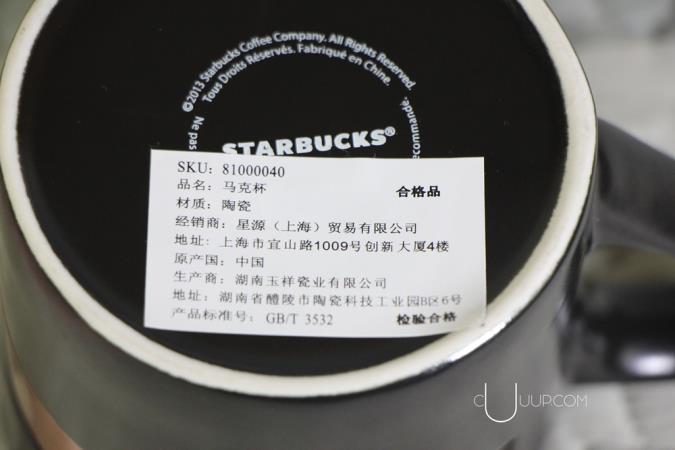 ©2013 Starbucks Coffee Company. All Rights Reserved.
Tous Droits Réservés. Fabriqué en Chine.
Ne pas
ecommande
STARBUCKS®
SKU: 81000040
品名: 马克杯 合格品
材质: 陶瓷
经销商: 星源（上海）贸易有限公司
地址: 上海市宜山路1009号创新大厦4楼
原产国: 中国
生产商: 湖南玉祥瓷业有限公司
地址: 湖南省醴陵市陶瓷科技工业园B区6号
产品标准号: GB/T 3532 检验合格
CUUUP.COM